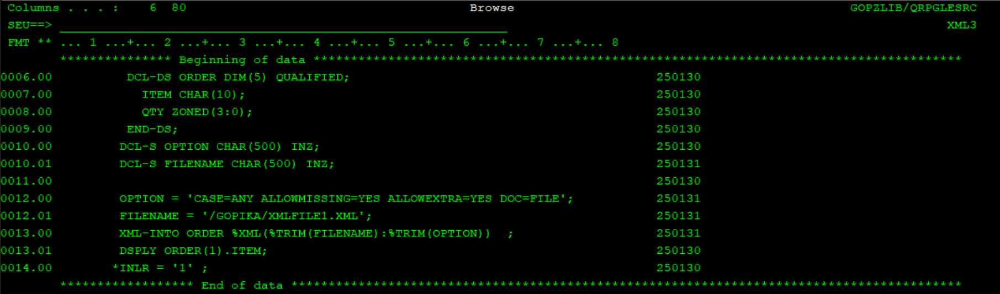 Columns . . . :    6  80                                      Browse                                             GOPZLIB/QRPGLESRC
SEU==>                                                                                                                        XML3
FMT ** ... 1 ...+... 2 ...+... 3 ...+... 4 ...+... 5 ...+... 6 ...+... 7 ...+... 8
*************** Beginning of data ***************************************************************************************
0006.00          DCL-DS ORDER DIM(5) QUALIFIED;                                         250130
0007.00            ITEM CHAR(10);                                                       250130
0008.00            QTY ZONED(3:0);                                                      250130
0009.00          END-DS;                                                                250130
0010.00         DCL-S OPTION CHAR(500) INZ;                                             250130
0010.01         DCL-S FILENAME CHAR(500) INZ;                                           250131
0011.00                                                                                 250130
0012.00         OPTION = 'CASE=ANY ALLOWMISSING=YES ALLOWEXTRA=YES DOC=FILE';           250131
0012.01         FILENAME = '/GOPIKA/XMLFILE1.XML';                                      250131
0013.00         XML-INTO ORDER %XML(%TRIM(FILENAME):%TRIM(OPTION))  ;                   250131
0013.01         DSPLY ORDER(1).ITEM;                                                    250130
0014.00        *INLR = '1' ;                                                            250130
****************** End of data ******************************************************************************************